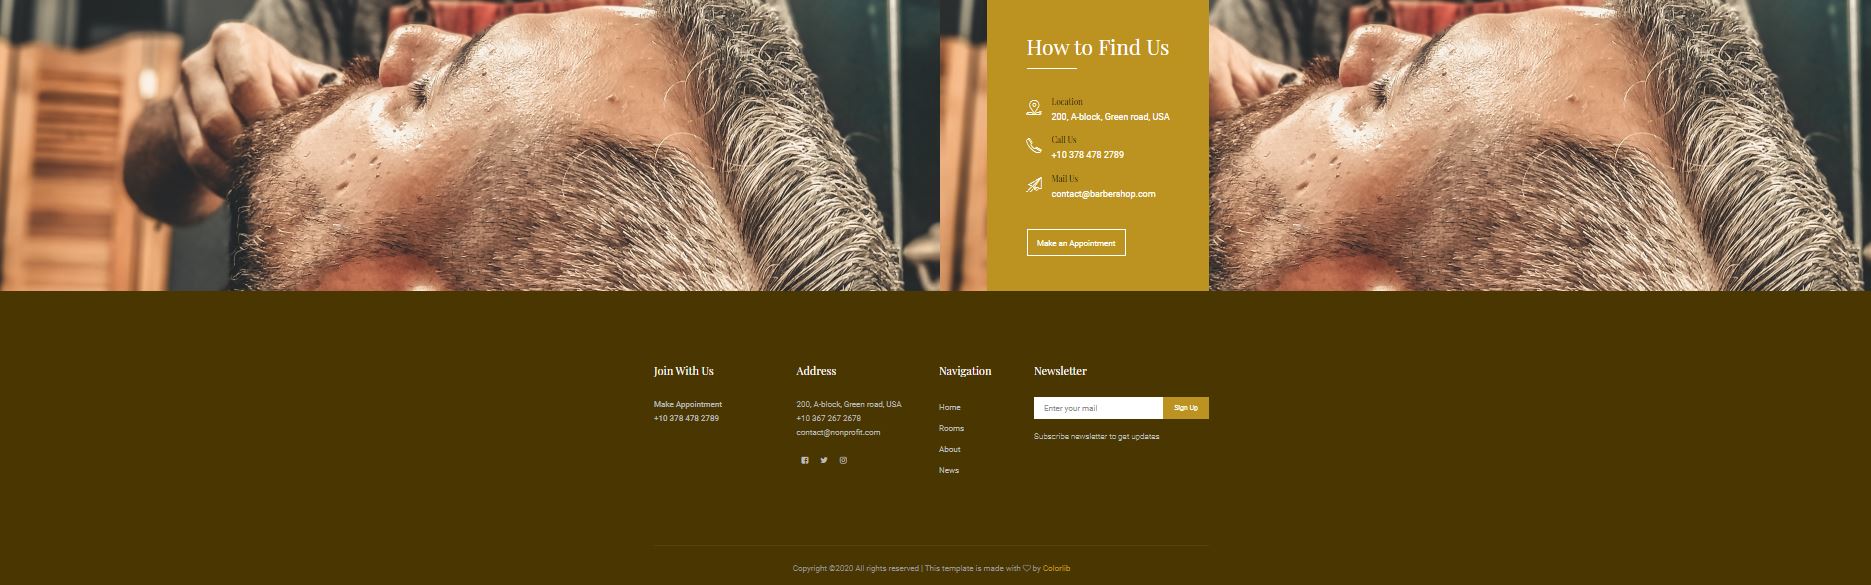 How to Find Us
Location
200, A-block, Green road, USA
Call Us
+10 378 478 2789
Mail Us
contact@barbershop.com
Make an Appointment
Join With Us
Make Appointment
+10 378 478 2789
Address
200, A-block, Green road, USA
+10 367 267 2678
contact@nonprofit.com
Navigation
Home
Rooms
About
News
Newsletter
Enter your mail
Sign Up
Subscribe newsletter to get updates
Copyright ©2020 All rights reserved | This template is made with ♡ by Colorlib